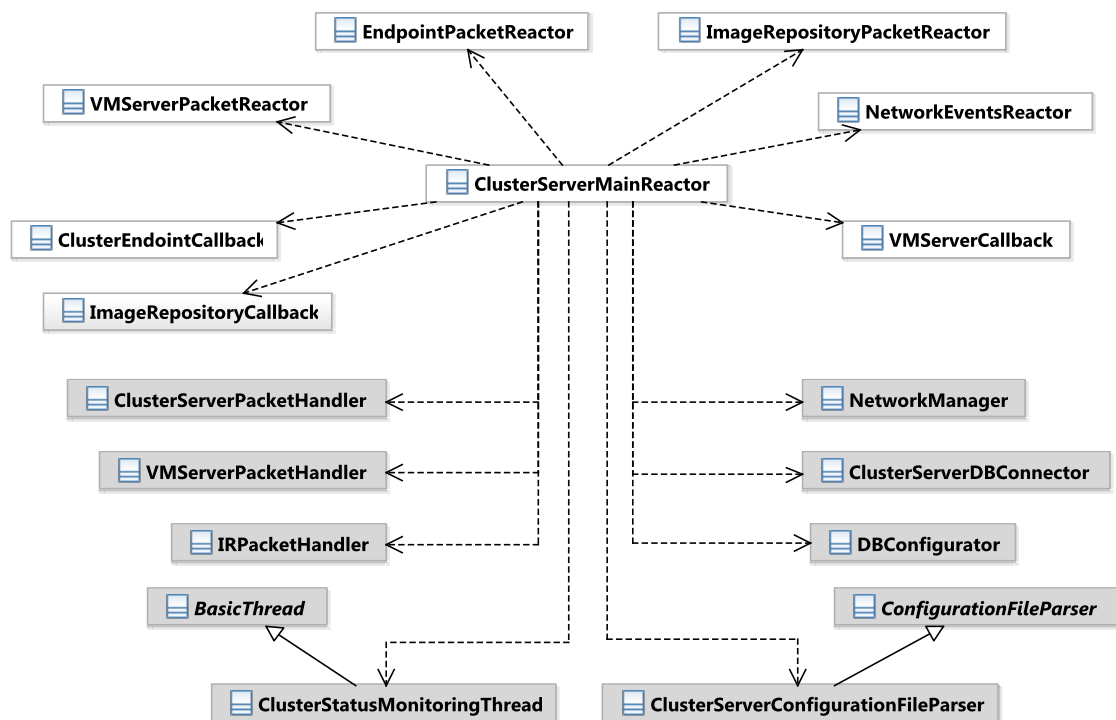 EndpointPacketReactor
ImageRepositoryPacketReactor
VMServerPacketReactor
NetworkEventsReactor
ClusterServerMainReactor
ClusterEndointCallback
VMServerCallback
ImageRepositoryCallback
ClusterServerPacketHandler
NetworkManager
VMServerPacketHandler
ClusterServerDBConnector
IRPacketHandler
DBConfigurator
BasicThread
ConfigurationFileParser
ClusterStatusMonitoringThread
ClusterServerConfigurationFileParser